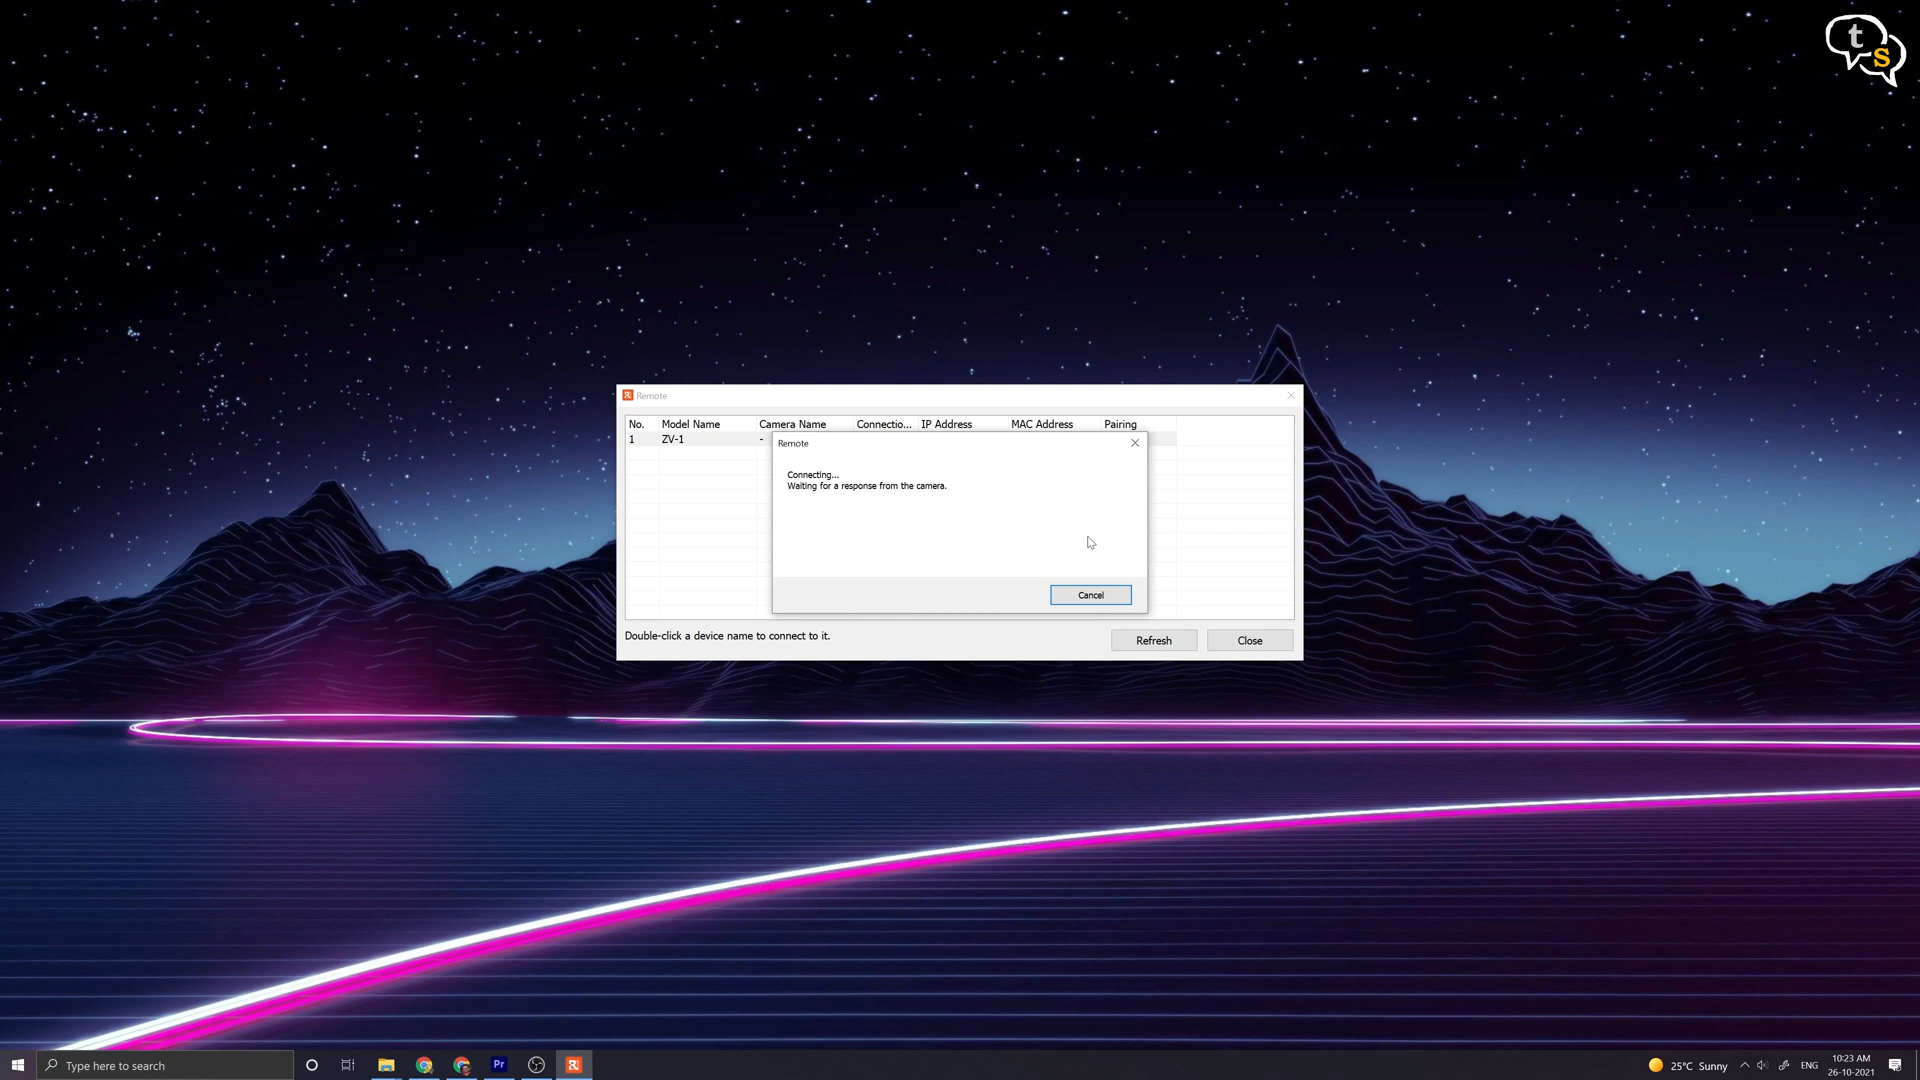 ts
Remote
No. Model Name Camera Name Connectio... IP Address MAC Address Pairing
1 ZV-1 -
Remote
Connecting...
Waiting for a response from the camera.
Cancel
Double-click a device name to connect to it.
Refresh Close
Type here to search
Pr
25°C Sunny ENG
10:23 AM
26-10-2021